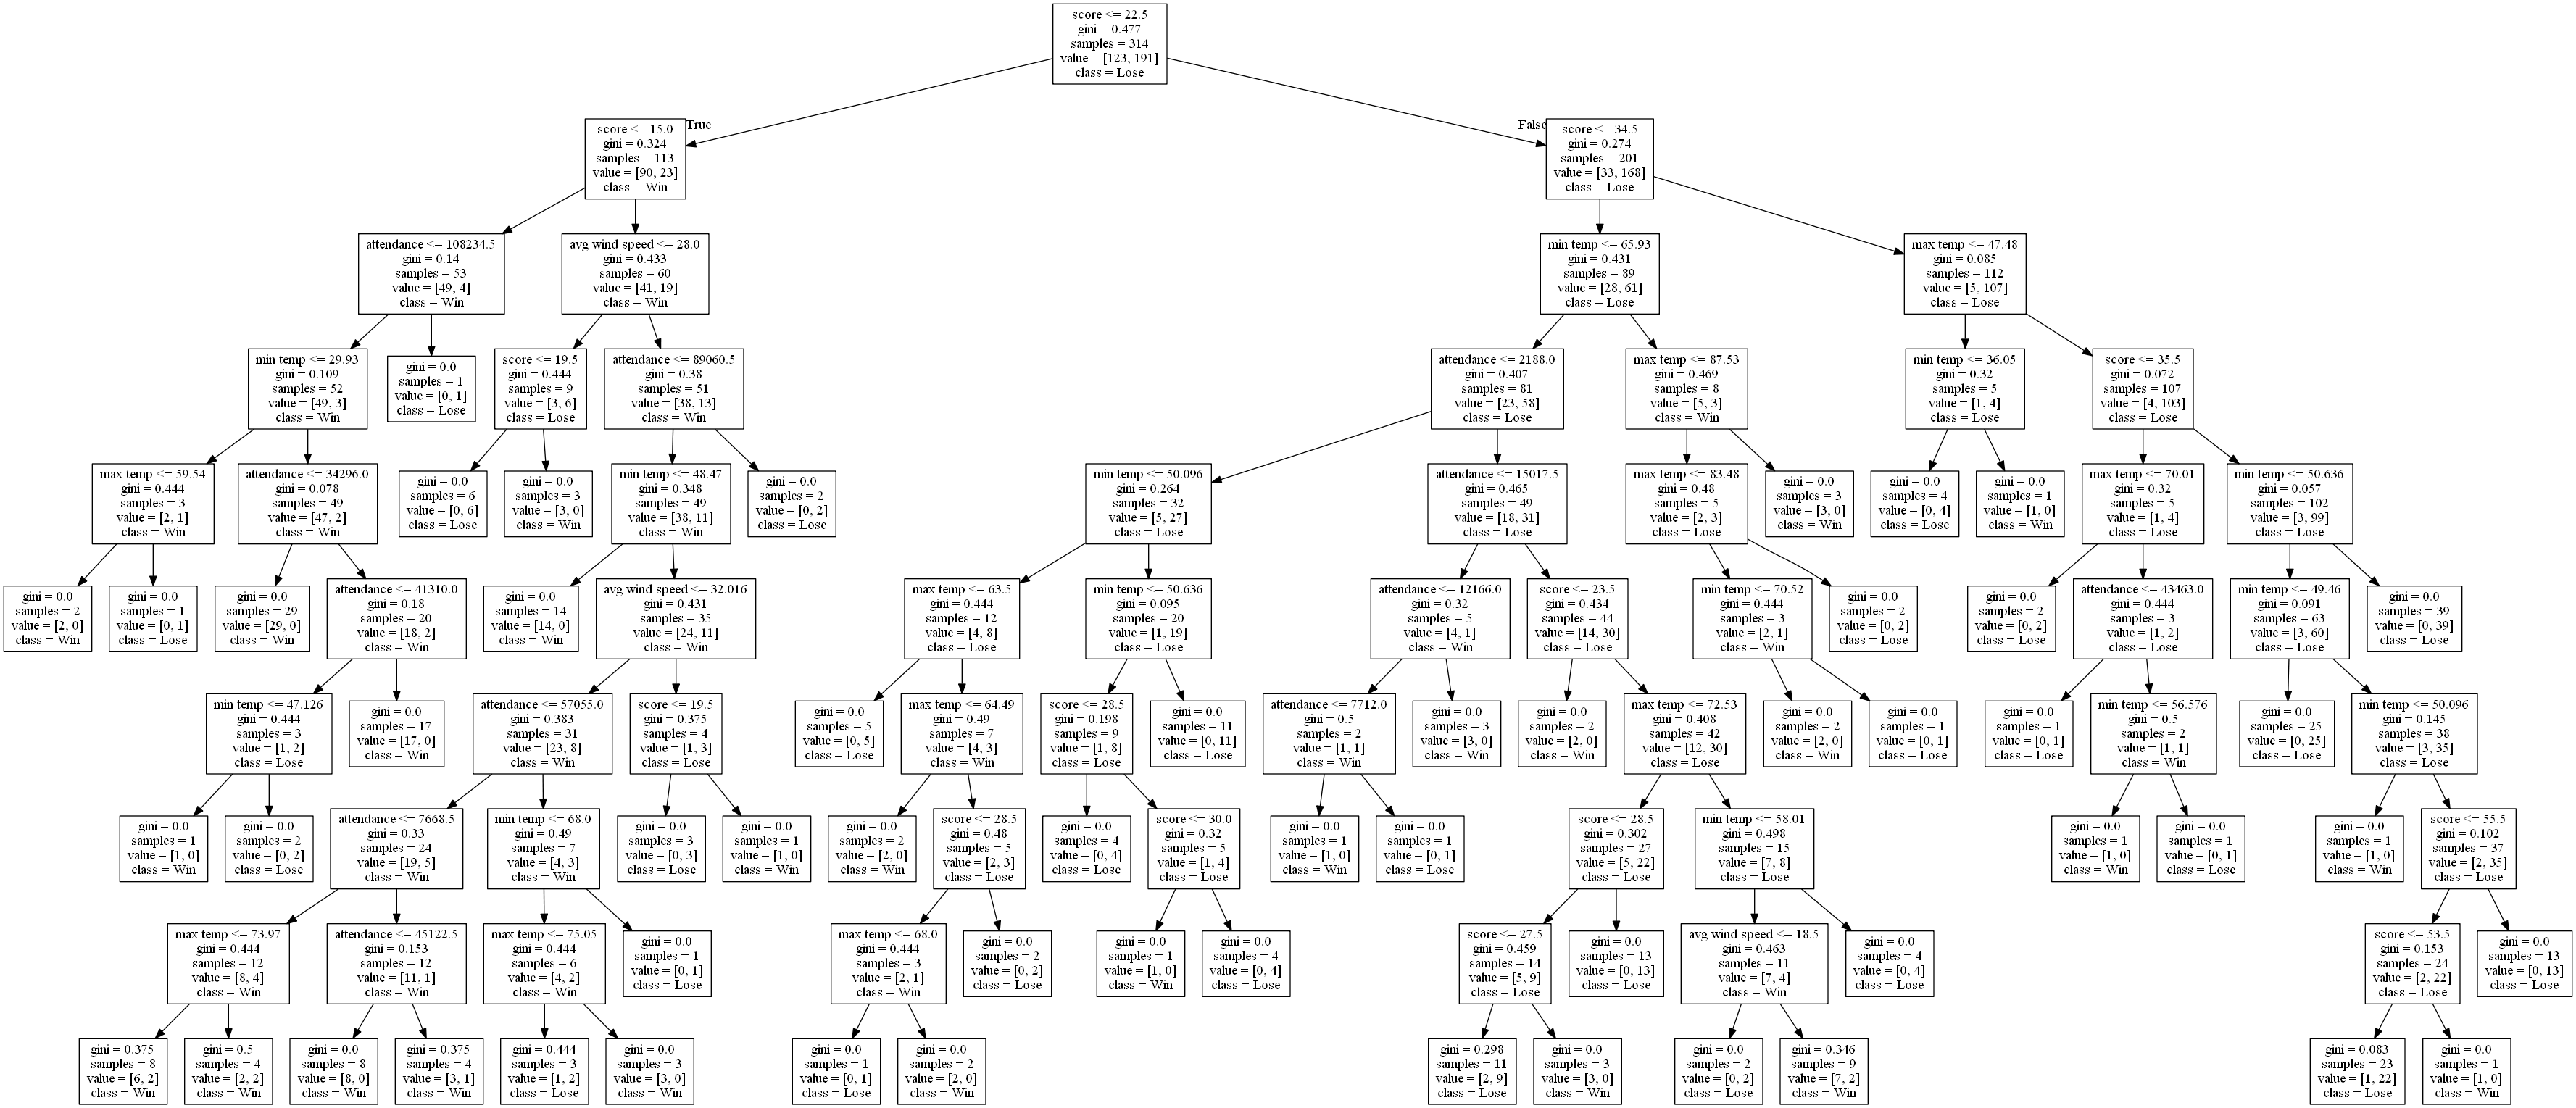 score <= 22.5
gini = 0.477
samples = 314
value = [123, 191]
class = Lose
True
False
score <= 15.0
gini = 0.324
samples = 113
value = [90, 23]
class = Win
score <= 34.5
gini = 0.274
samples = 201
value = [33, 168]
class = Lose
attendance <= 108234.5
gini = 0.14
samples = 53
value = [49, 4]
class = Win
avg wind speed <= 28.0
gini = 0.433
samples = 60
value = [41, 19]
class = Win
min temp <= 65.93
gini = 0.431
samples = 89
value = [28, 61]
class = Lose
max temp <= 47.48
gini = 0.085
samples = 112
value = [5, 107]
class = Lose
min temp <= 29.93
gini = 0.109
samples = 52
value = [49, 3]
class = Win
gini = 0.0
samples = 1
value = [0, 1]
class = Lose
score <= 19.5
gini = 0.444
samples = 9
value = [3, 6]
class = Lose
attendance <= 89060.5
gini = 0.38
samples = 51
value = [38, 13]
class = Win
attendance <= 2188.0
gini = 0.407
samples = 81
value = [23, 58]
class = Lose
max temp <= 87.53
gini = 0.469
samples = 8
value = [5, 3]
class = Win
min temp <= 36.05
gini = 0.32
samples = 5
value = [1, 4]
class = Lose
score <= 35.5
gini = 0.072
samples = 107
value = [4, 103]
class = Lose
max temp <= 59.54
gini = 0.444
samples = 3
value = [2, 1]
class = Win
attendance <= 34296.0
gini = 0.078
samples = 49
value = [47, 2]
class = Win
gini = 0.0
samples = 6
value = [0, 6]
class = Lose
gini = 0.0
samples = 3
value = [3, 0]
class = Win
min temp <= 48.47
gini = 0.348
samples = 49
value = [38, 11]
class = Win
gini = 0.0
samples = 2
value = [0, 2]
class = Lose
min temp <= 50.096
gini = 0.264
samples = 32
value = [5, 27]
class = Lose
attendance <= 15017.5
gini = 0.465
samples = 49
value = [18, 31]
class = Lose
max temp <= 83.48
gini = 0.48
samples = 5
value = [2, 3]
class = Lose
gini = 0.0
samples = 3
value = [3, 0]
class = Win
gini = 0.0
samples = 4
value = [0, 4]
class = Lose
gini = 0.0
samples = 1
value = [1, 0]
class = Win
max temp <= 70.01
gini = 0.32
samples = 5
value = [1, 4]
class = Lose
min temp <= 50.636
gini = 0.057
samples = 102
value = [3, 99]
class = Lose
gini = 0.0
samples = 2
value = [2, 0]
class = Win
gini = 0.0
samples = 1
value = [0, 1]
class = Lose
gini = 0.0
samples = 29
value = [29, 0]
class = Win
attendance <= 41310.0
gini = 0.18
samples = 20
value = [18, 2]
class = Win
gini = 0.0
samples = 14
value = [14, 0]
class = Win
avg wind speed <= 32.016
gini = 0.431
samples = 35
value = [24, 11]
class = Win
max temp <= 63.5
gini = 0.444
samples = 12
value = [4, 8]
class = Lose
min temp <= 50.636
gini = 0.095
samples = 20
value = [1, 19]
class = Lose
attendance <= 12166.0
gini = 0.32
samples = 5
value = [4, 1]
class = Win
score <= 23.5
gini = 0.434
samples = 44
value = [14, 30]
class = Lose
min temp <= 70.52
gini = 0.444
samples = 3
value = [2, 1]
class = Win
gini = 0.0
samples = 2
value = [0, 2]
class = Lose
gini = 0.0
samples = 2
value = [0, 2]
class = Lose
attendance <= 43463.0
gini = 0.444
samples = 3
value = [1, 2]
class = Lose
min temp <= 49.46
gini = 0.091
samples = 63
value = [3, 60]
class = Lose
gini = 0.0
samples = 39
value = [0, 39]
class = Lose
min temp <= 47.126
gini = 0.444
samples = 3
value = [1, 2]
class = Lose
gini = 0.0
samples = 17
value = [17, 0]
class = Win
attendance <= 57055.0
gini = 0.383
samples = 31
value = [23, 8]
class = Win
score <= 19.5
gini = 0.375
samples = 4
value = [1, 3]
class = Lose
gini = 0.0
samples = 5
value = [0, 5]
class = Lose
max temp <= 64.49
gini = 0.49
samples = 7
value = [4, 3]
class = Win
score <= 28.5
gini = 0.198
samples = 9
value = [1, 8]
class = Lose
gini = 0.0
samples = 11
value = [0, 11]
class = Lose
attendance <= 7712.0
gini = 0.5
samples = 2
value = [1, 1]
class = Win
gini = 0.0
samples = 3
value = [3, 0]
class = Win
gini = 0.0
samples = 2
value = [2, 0]
class = Win
max temp <= 72.53
gini = 0.408
samples = 42
value = [12, 30]
class = Lose
gini = 0.0
samples = 2
value = [2, 0]
class = Win
gini = 0.0
samples = 1
value = [0, 1]
class = Lose
gini = 0.0
samples = 1
value = [0, 1]
class = Lose
min temp <= 56.576
gini = 0.5
samples = 2
value = [1, 1]
class = Win
gini = 0.0
samples = 25
value = [0, 25]
class = Lose
min temp <= 50.096
gini = 0.145
samples = 38
value = [3, 35]
class = Lose
gini = 0.0
samples = 1
value = [1, 0]
class = Win
gini = 0.0
samples = 2
value = [0, 2]
class = Lose
attendance <= 7668.5
gini = 0.33
samples = 24
value = [19, 5]
class = Win
min temp <= 68.0
gini = 0.49
samples = 7
value = [4, 3]
class = Win
gini = 0.0
samples = 3
value = [0, 3]
class = Lose
gini = 0.0
samples = 1
value = [1, 0]
class = Win
gini = 0.0
samples = 2
value = [2, 0]
class = Win
score <= 28.5
gini = 0.48
samples = 5
value = [2, 3]
class = Lose
gini = 0.0
samples = 4
value = [0, 4]
class = Lose
score <= 30.0
gini = 0.32
samples = 5
value = [1, 4]
class = Lose
gini = 0.0
samples = 1
value = [1, 0]
class = Win
gini = 0.0
samples = 1
value = [0, 1]
class = Lose
score <= 28.5
gini = 0.302
samples = 27
value = [5, 22]
class = Lose
min temp <= 58.01
gini = 0.498
samples = 15
value = [7, 8]
class = Lose
gini = 0.0
samples = 1
value = [1, 0]
class = Win
gini = 0.0
samples = 1
value = [0, 1]
class = Lose
gini = 0.0
samples = 1
value = [1, 0]
class = Win
score <= 55.5
gini = 0.102
samples = 37
value = [2, 35]
class = Lose
max temp <= 73.97
gini = 0.444
samples = 12
value = [8, 4]
class = Win
attendance <= 45122.5
gini = 0.153
samples = 12
value = [11, 1]
class = Win
max temp <= 75.05
gini = 0.444
samples = 6
value = [4, 2]
class = Win
gini = 0.0
samples = 1
value = [0, 1]
class = Lose
max temp <= 68.0
gini = 0.444
samples = 3
value = [2, 1]
class = Win
gini = 0.0
samples = 2
value = [0, 2]
class = Lose
gini = 0.0
samples = 1
value = [1, 0]
class = Win
gini = 0.0
samples = 4
value = [0, 4]
class = Lose
score <= 27.5
gini = 0.459
samples = 14
value = [5, 9]
class = Lose
gini = 0.0
samples = 13
value = [0, 13]
class = Lose
avg wind speed <= 18.5
gini = 0.463
samples = 11
value = [7, 4]
class = Win
gini = 0.0
samples = 4
value = [0, 4]
class = Lose
score <= 53.5
gini = 0.153
samples = 24
value = [2, 22]
class = Lose
gini = 0.0
samples = 13
value = [0, 13]
class = Lose
gini = 0.375
samples = 8
value = [6, 2]
class = Win
gini = 0.5
samples = 4
value = [2, 2]
class = Win
gini = 0.0
samples = 8
value = [8, 0]
class = Win
gini = 0.375
samples = 4
value = [3, 1]
class = Win
gini = 0.444
samples = 3
value = [1, 2]
class = Lose
gini = 0.0
samples = 3
value = [3, 0]
class = Win
gini = 0.0
samples = 1
value = [0, 1]
class = Lose
gini = 0.0
samples = 2
value = [2, 0]
class = Win
gini = 0.298
samples = 11
value = [2, 9]
class = Lose
gini = 0.0
samples = 3
value = [3, 0]
class = Win
gini = 0.0
samples = 2
value = [0, 2]
class = Lose
gini = 0.346
samples = 9
value = [7, 2]
class = Win
gini = 0.083
samples = 23
value = [1, 22]
class = Lose
gini = 0.0
samples = 1
value = [1, 0]
class = Win